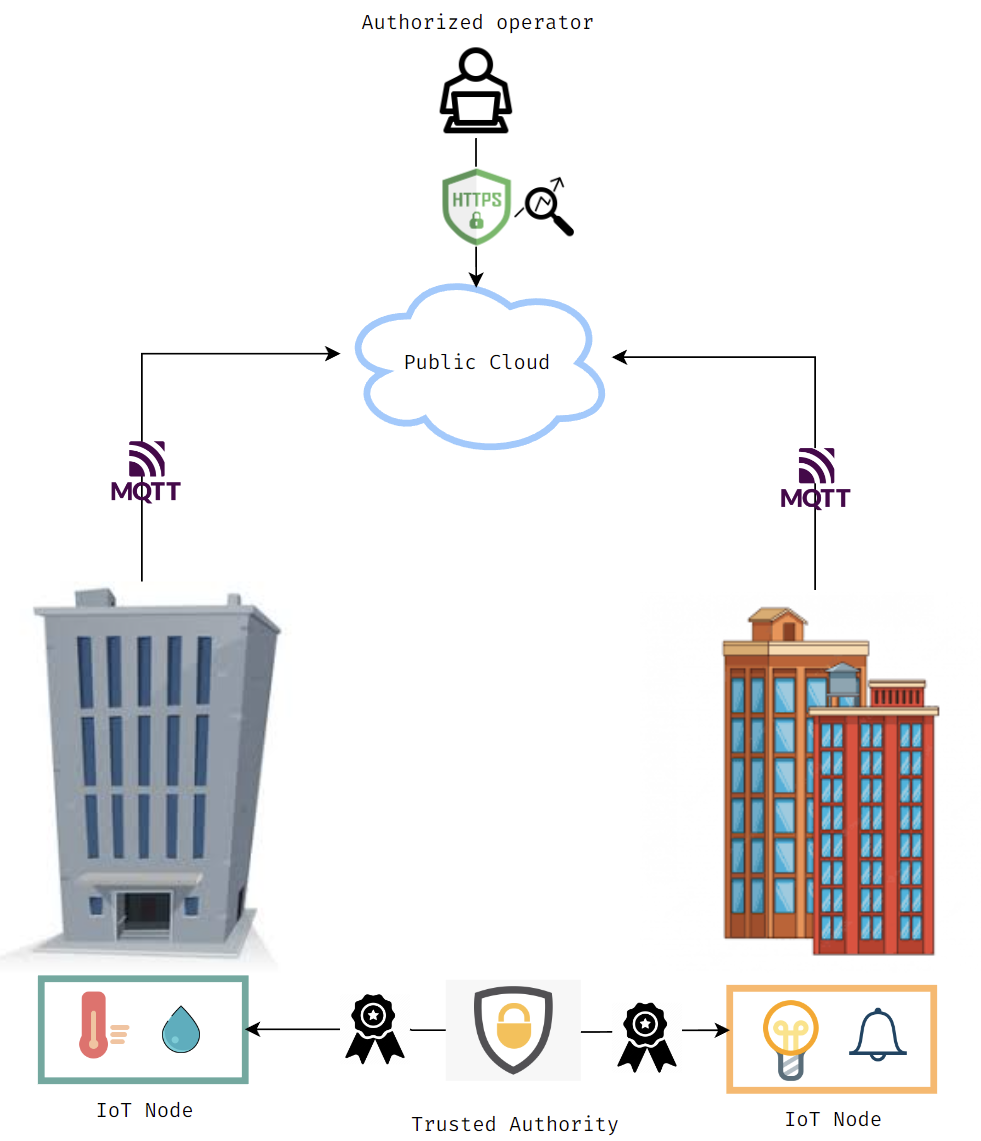 Authorized operator
HTTPS
Public Cloud
MQTT
MQTT
IoT Node
Trusted Authority
IoT Node